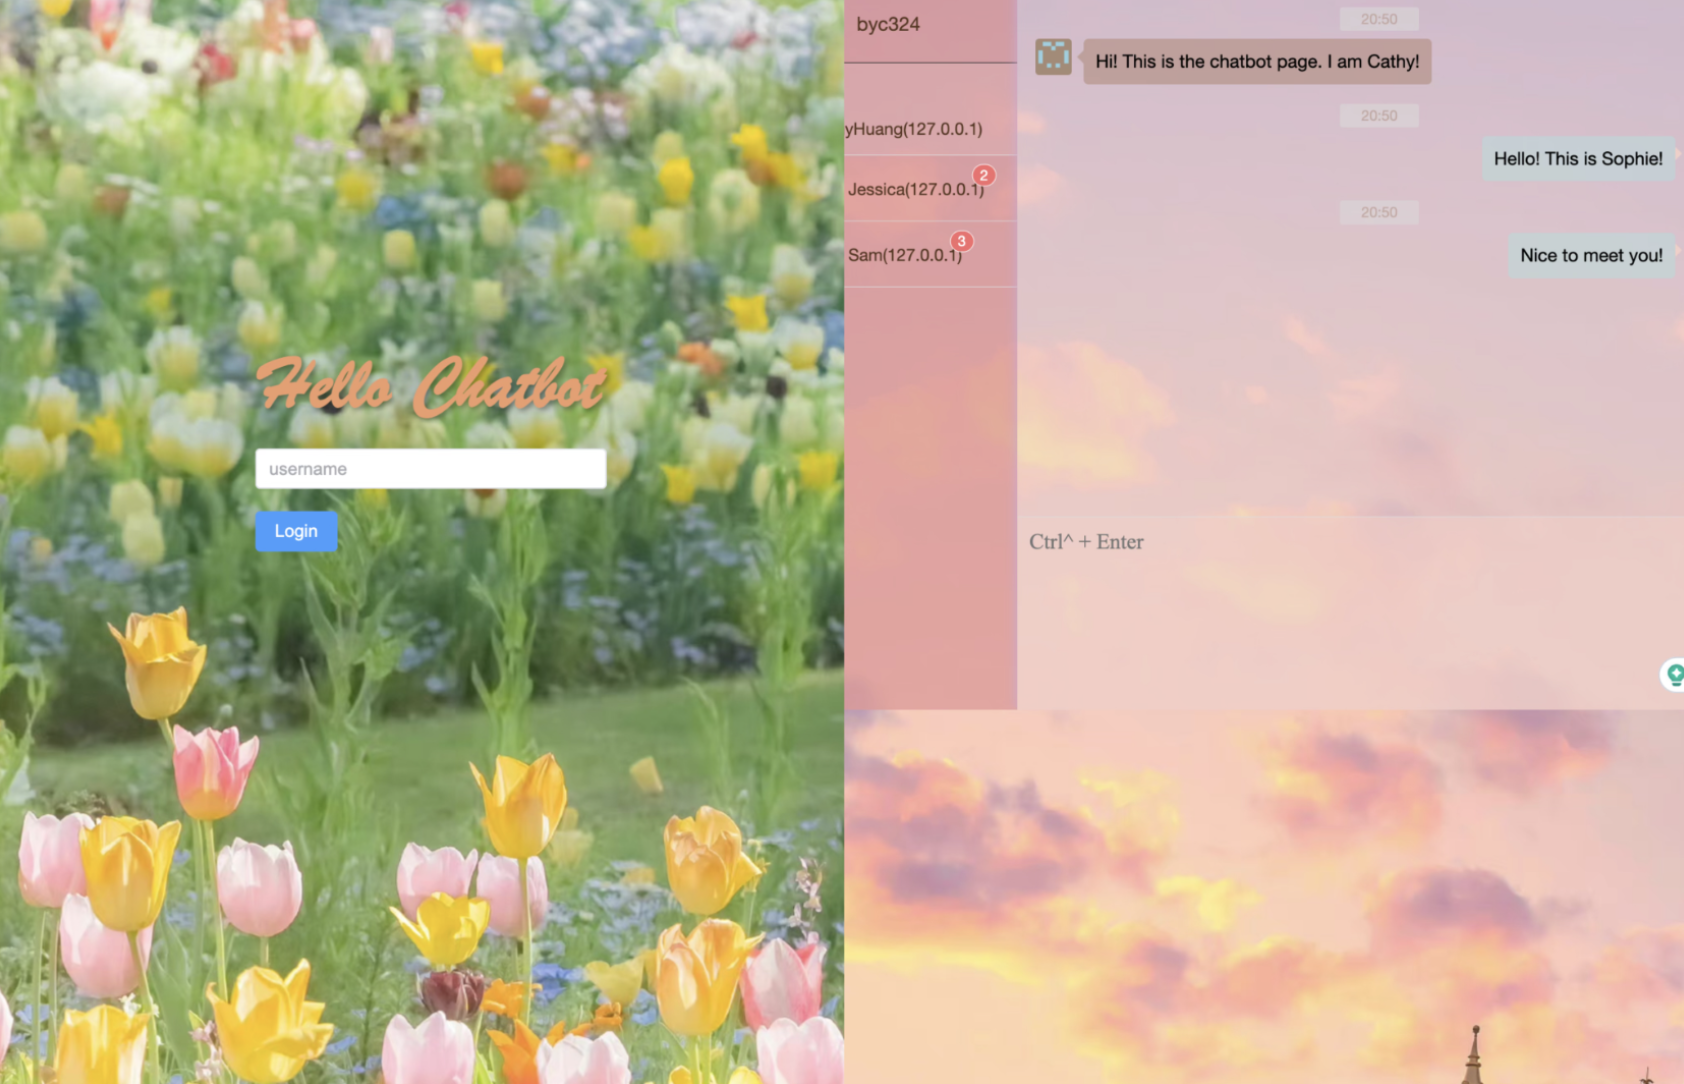 Hello Chatbot
username
Login
byc324
yHuang(127.0.0.1)
Jessica(127.0.0.1)
2
Sam(127.0.0.1)
3
20:50
Hi! This is the chatbot page. I am Cathy!
20:50
Hello! This is Sophie!
20:50
Nice to meet you!
Ctrl^ + Enter